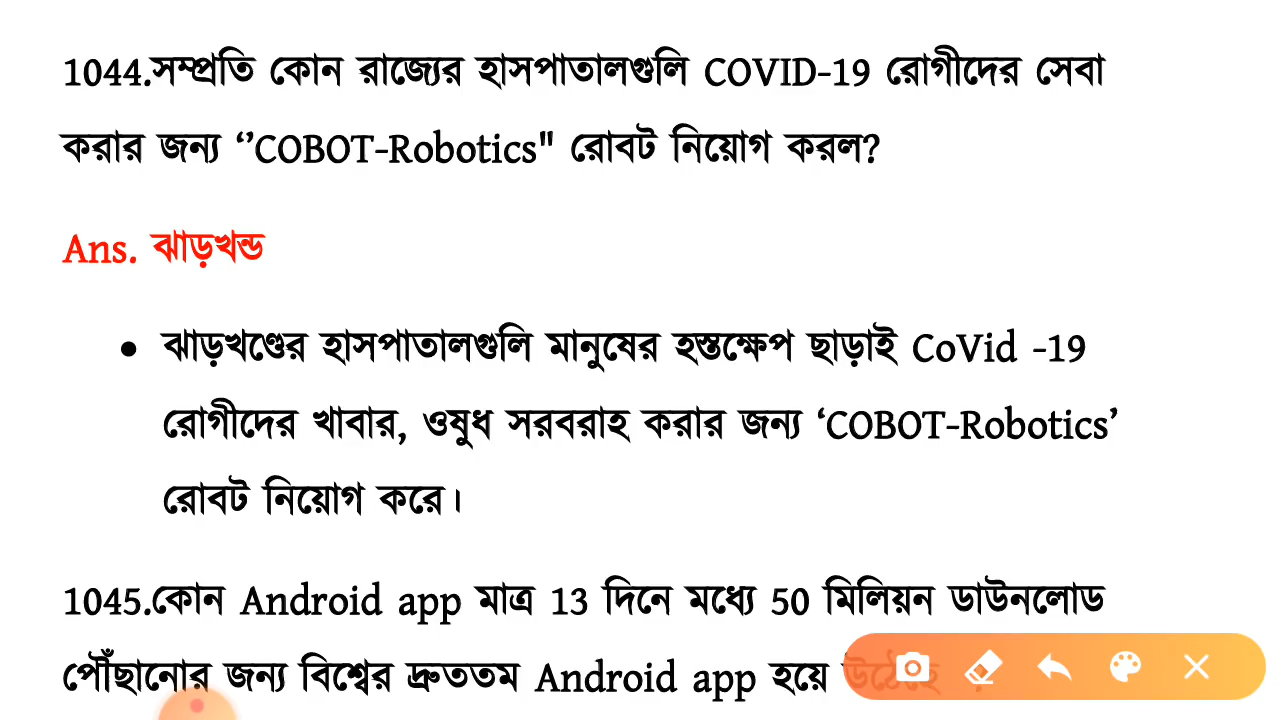 1044.সম্প্রতি কোন রাজ্যের হাসপাতালগুলি COVID-19 রোগীদের সেবা
করার জন্য ‘’COBOT-Robotics" রোবট নিয়োগ করল?
Ans. ঝাড়খন্ড
• ঝাড়খণ্ডের হাসপাতালগুলি মানুষের হস্তক্ষেপ ছাড়াই CoVid -19
রোগীদের খাবার, ওষুধ সরবরাহ করার জন্য ‘COBOT-Robotics’
রোবট নিয়োগ করে।
1045.কোন Android app মাত্র 13 দিনে মধ্যে 50 মিলিয়ন ডাউনলোড
পৌঁছানোর জন্য বিশ্বের দ্রুততম Android app হয়ে উঠেছে